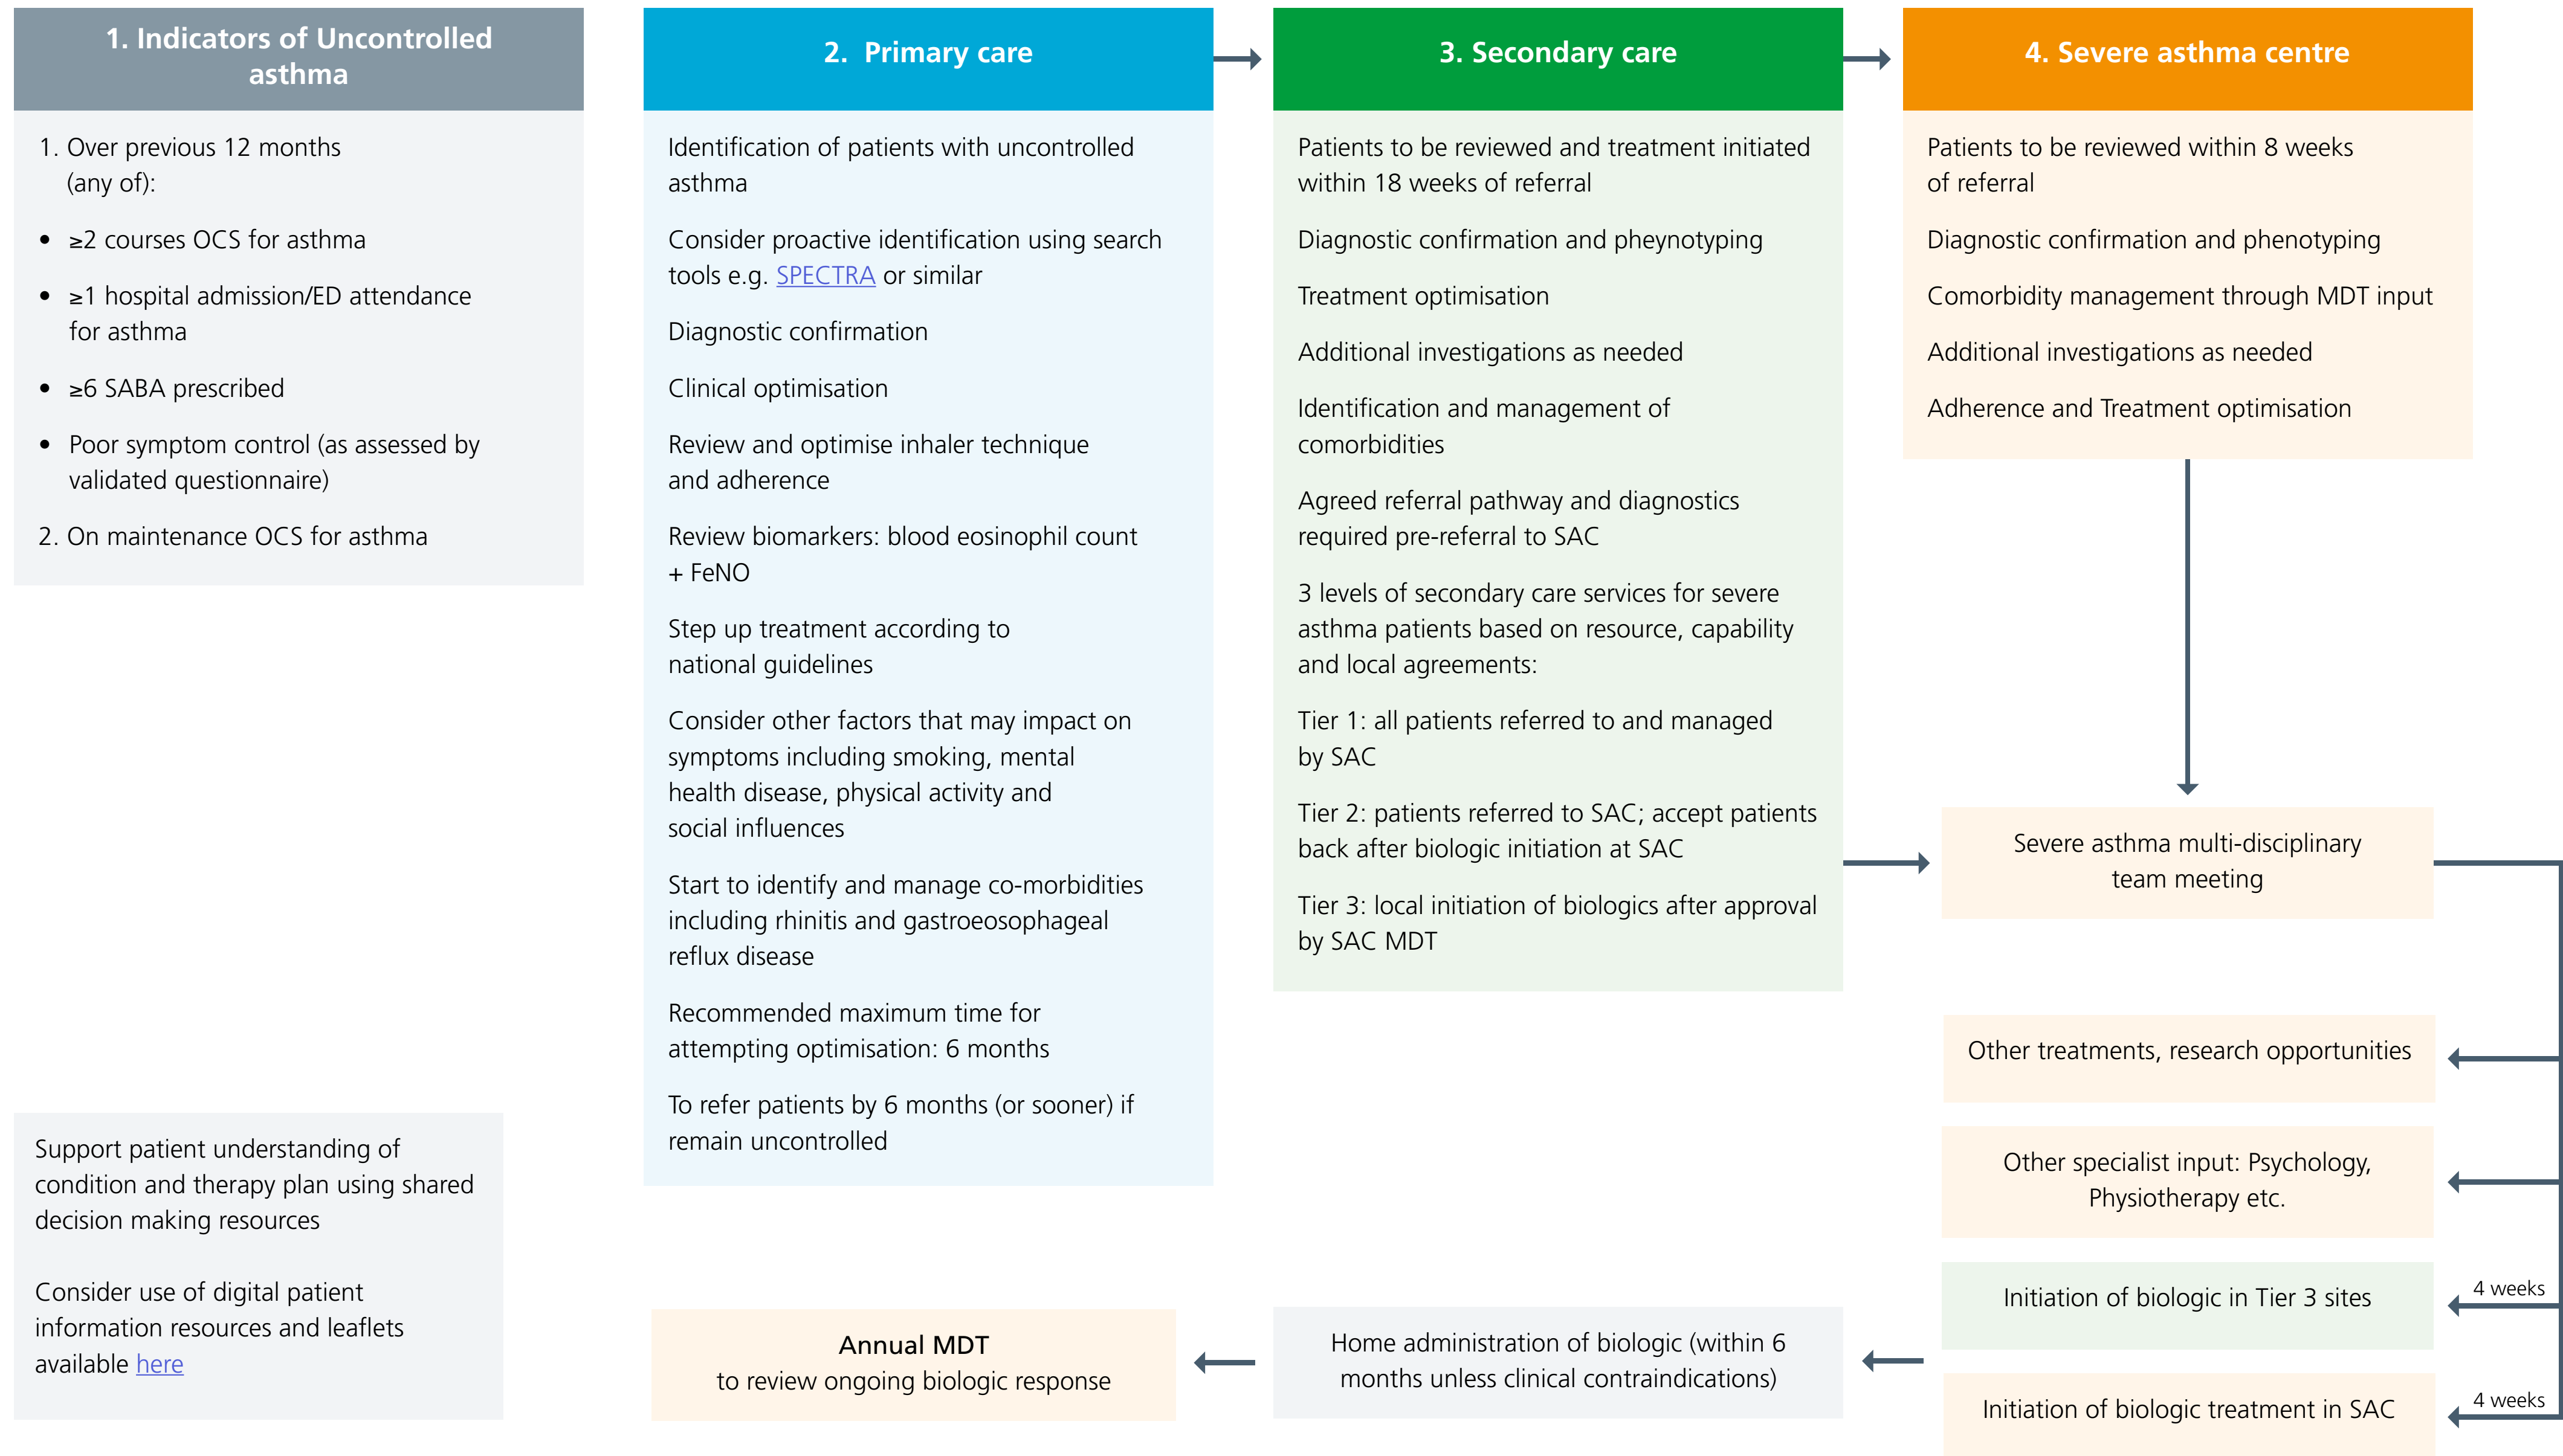 1. Indicators of Uncontrolled
asthma
1. Over previous 12 months
(any of):
• ≥2 courses OCS for asthma
• ≥1 hospital admission/ED attendance
for asthma
• ≥6 SABA prescribed
• Poor symptom control (as assessed by
validated questionnaire)
2. On maintenance OCS for asthma
Support patient understanding of
condition and therapy plan using shared
decision making resources
Consider use of digital patient
information resources and leaflets
available here
2. Primary care
Identification of patients with uncontrolled
asthma
Consider proactive identification using search
tools e.g. SPECTRA or similar
Diagnostic confirmation
Clinical optimisation
Review and optimise inhaler technique
and adherence
Review biomarkers: blood eosinophil count
+ FeNO
Step up treatment according to
national guidelines
Consider other factors that may impact on
symptoms including smoking, mental
health disease, physical activity and
social influences
Start to identify and manage co-morbidities
including rhinitis and gastroeosophageal
reflux disease
Recommended maximum time for
attempting optimisation: 6 months
To refer patients by 6 months (or sooner) if
remain uncontrolled
3. Secondary care
Patients to be reviewed and treatment initiated
within 18 weeks of referral
Diagnostic confirmation and pheynotyping
Treatment optimisation
Additional investigations as needed
Identification and management of
comorbidities
Agreed referral pathway and diagnostics
required pre-referral to SAC
3 levels of secondary care services for severe
asthma patients based on resource, capability
and local agreements:
Tier 1: all patients referred to and managed
by SAC
Tier 2: patients referred to SAC; accept patients
back after biologic initiation at SAC
Tier 3: local initiation of biologics after approval
by SAC MDT
4. Severe asthma centre
Patients to be reviewed within 8 weeks
of referral
Diagnostic confirmation and phenotyping
Comorbidity management through MDT input
Additional investigations as needed
Adherence and Treatment optimisation
Severe asthma multi-disciplinary
team meeting
Other treatments, research opportunities
Other specialist input: Psychology,
Physiotherapy etc.
Initiation of biologic in Tier 3 sites
4 weeks
Initiation of biologic treatment in SAC
4 weeks
Home administration of biologic (within 6
months unless clinical contraindications)
Annual MDT
to review ongoing biologic response